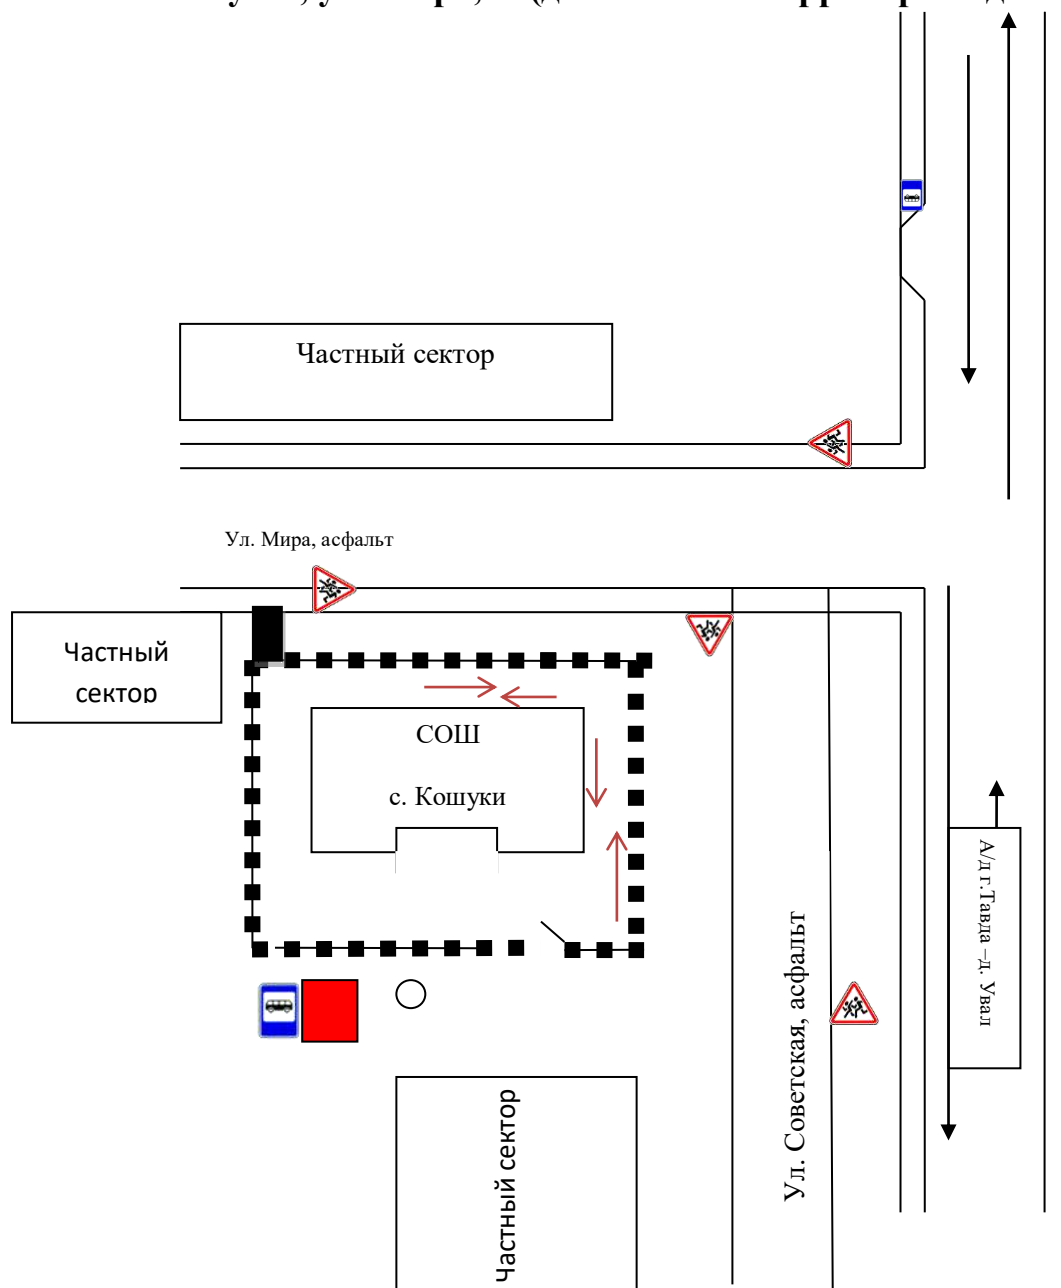 Частный сектор
Ул. Мира, асфальт
Частный
сектор
СОШ
с. Кошуки
А/д г.Тавда –д. Увал
Ул. Советская, асфальт
Частный сектор